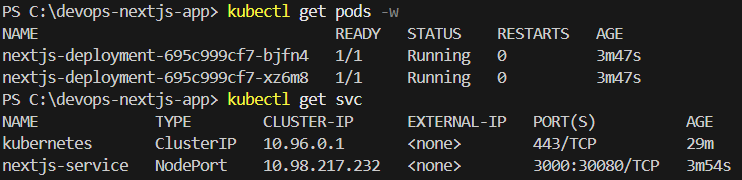 PS C:\devops-nextjs-app> kubectl get pods -w
NAME                                 READY   STATUS    RESTARTS   AGE
nextjs-deployment-695c999cf7-bjfn4   1/1     Running   0          3m47s
nextjs-deployment-695c999cf7-xz6m8   1/1     Running   0          3m47s
PS C:\devops-nextjs-app> kubectl get svc
NAME             TYPE        CLUSTER-IP      EXTERNAL-IP   PORT(S)          AGE
kubernetes       ClusterIP   10.96.0.1       <none>        443/TCP          29m
nextjs-service   NodePort    10.98.217.232   <none>        3000:30080/TCP   3m54s